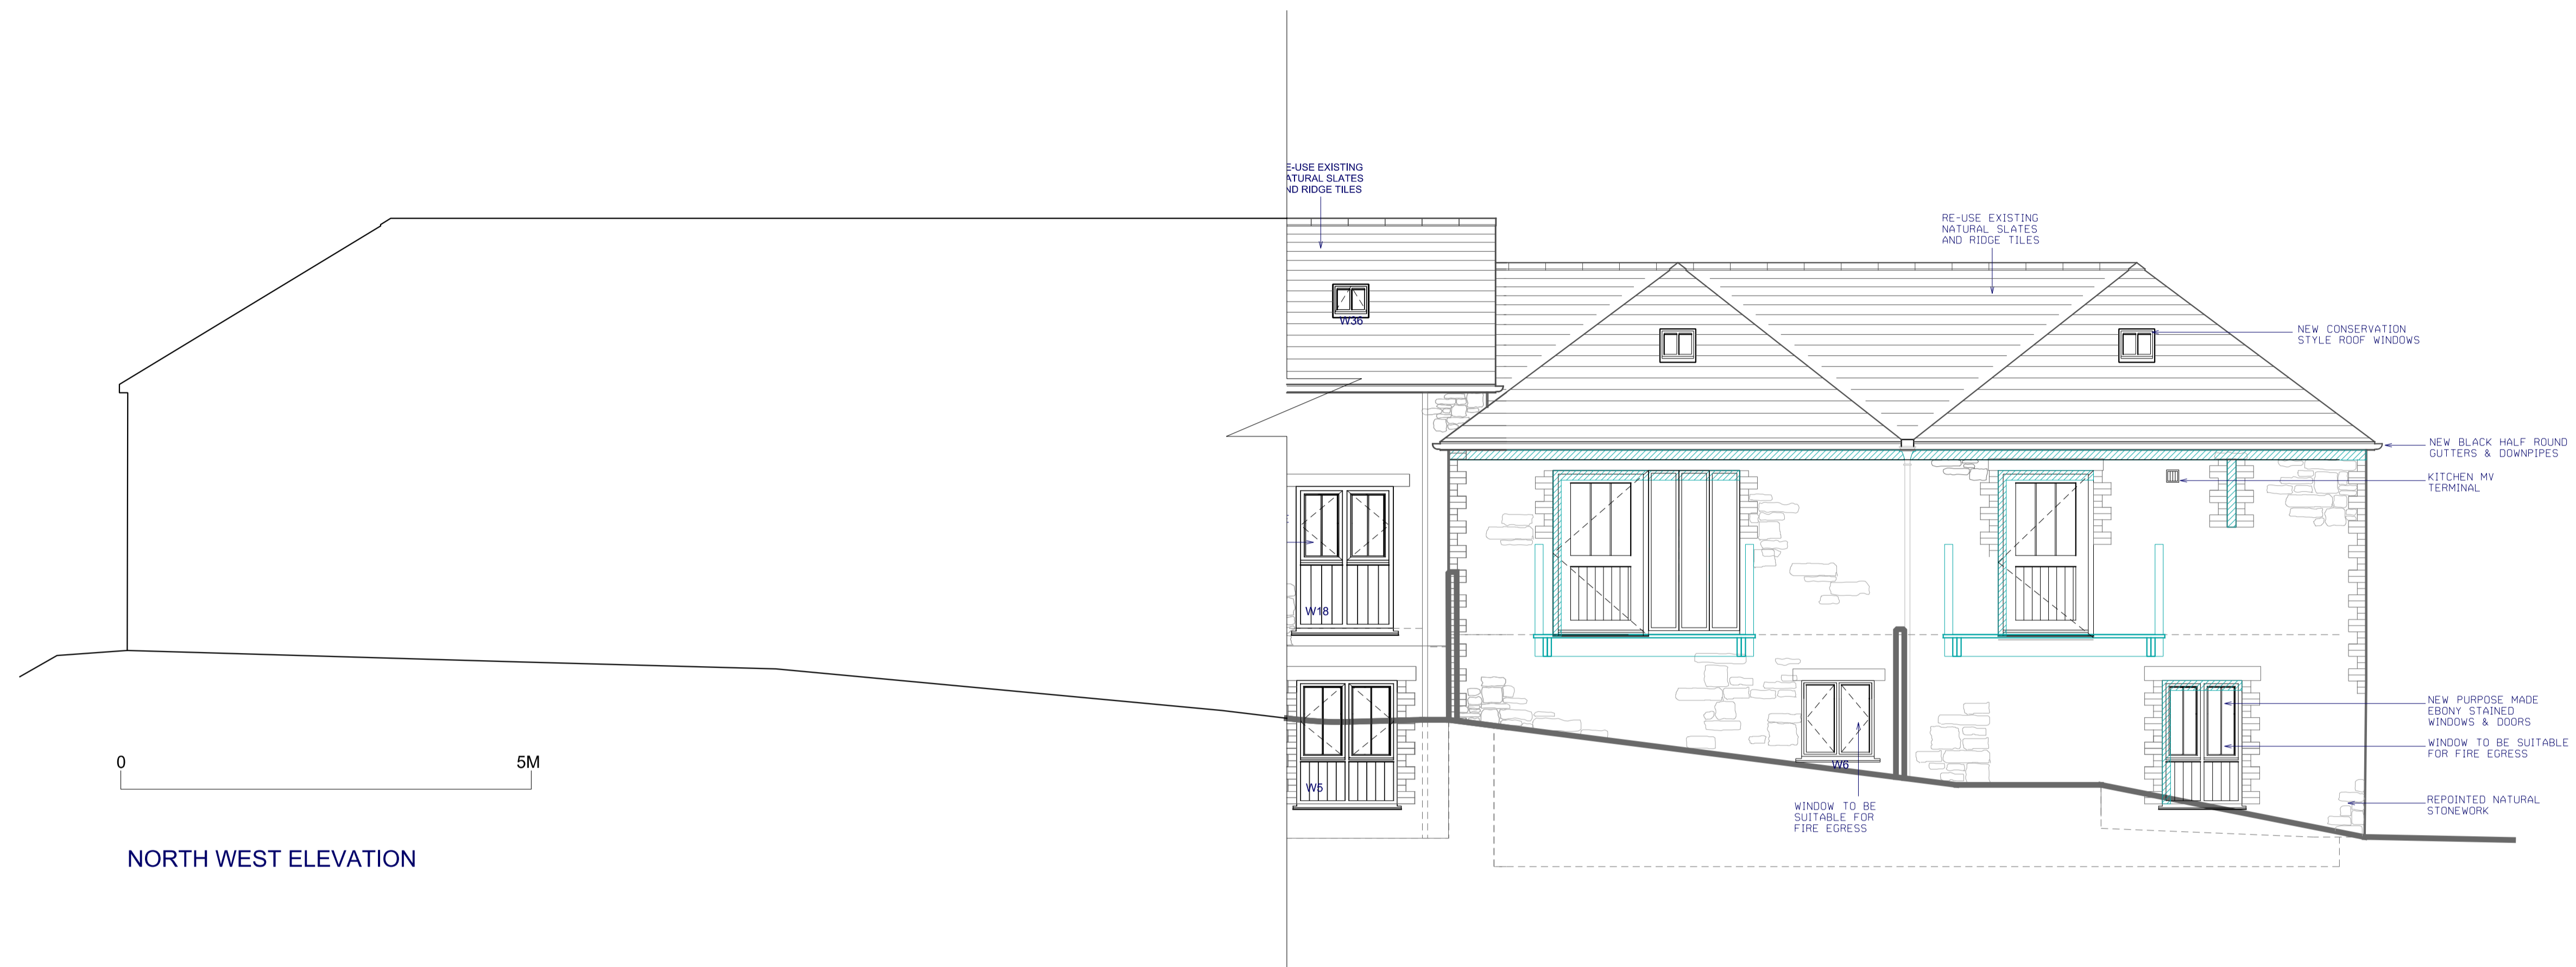 E-USE EXISTING
ATURAL SLATES
ND RIDGE TILES
RE-USE EXISTING
NATURAL SLATES
AND RIDGE TILES
W36
NEW CONSERVATION
STYLE ROOF WINDOWS
NEW BLACK HALF ROUND
GUTTERS & DOWNPIPES
KITCHEN MV
TERMINAL
W18
NEW PURPOSE MADE
EBONY STAINED
WINDOWS & DOORS
WINDOW TO BE SUITABLE
FOR FIRE EGRESS
0
5M
W6
W5
WINDOW TO BE
SUITABLE FOR
FIRE EGRESS
REPOINTED NATURAL
STONEWORK
NORTH WEST ELEVATION